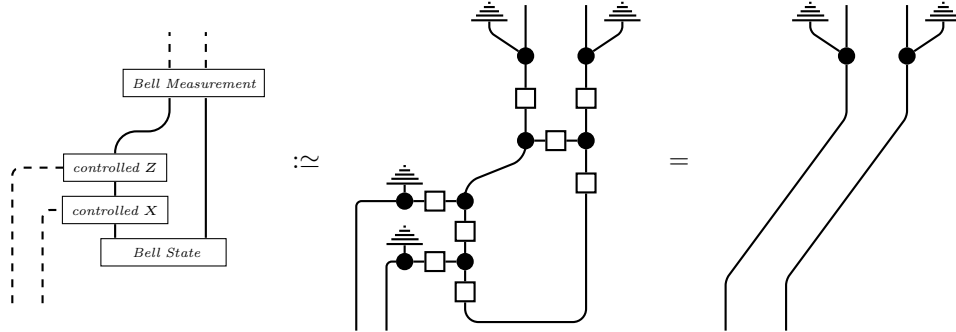 Bell Measurement
controlled Z
controlled X
Bell State
:≃
=